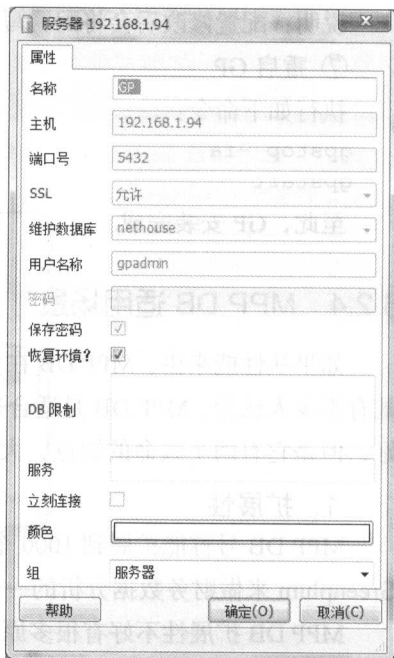 服务器 192.168.1.94
属性
名称 GP
主机 192.168.1.94
端口号 5432
SSL 允许
维护数据库 nethouse
用户名称 gpadmin
密码
保存密码
恢复环境?
DB 限制
服务
立刻连接
颜色
组 服务器
帮助 确定(O) 取消(C)